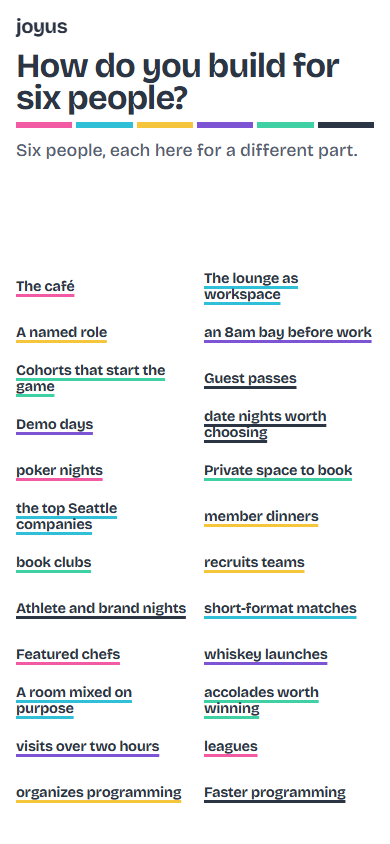 joyus
How do you build for
six people?
Six people, each here for a different part.
The café
The lounge as
workspace
A named role
an 8am bay before work
Cohorts that start the
game
Guest passes
Demo days
date nights worth
choosing
poker nights
Private space to book
the top Seattle
companies
member dinners
book clubs
recruits teams
Athlete and brand nights
short-format matches
Featured chefs
whiskey launches
A room mixed on
purpose
accolades worth
winning
visits over two hours
leagues
organizes programming
Faster programming